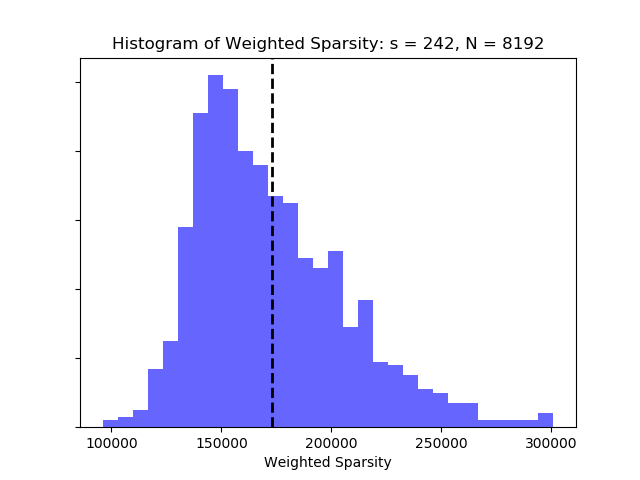 Histogram of Weighted Sparsity: s = 242, N = 8192
100000 150000 200000 250000 300000
Weighted Sparsity